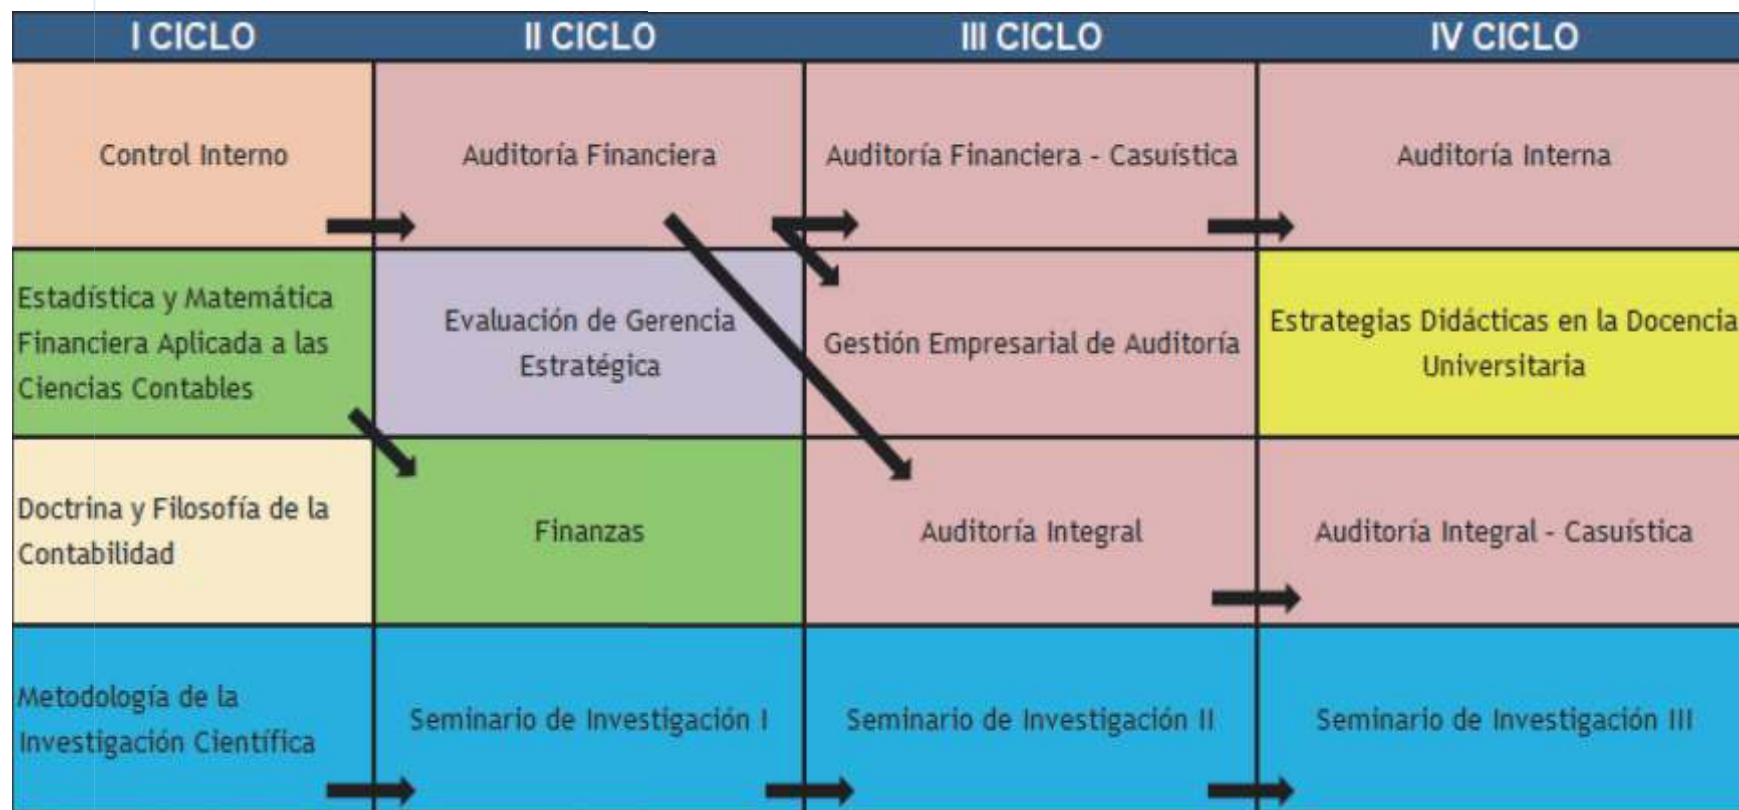 I CICLO
II CICLO
III CICLO
IV CICLO
Control Interno
Auditoría Financiera
Auditoría Financiera - Casuística
Auditoría Interna
Estadística y Matemática
Financiera Aplicada a las
Ciencias Contables
Evaluación de Gerencia
Estratégica
Gestión Empresarial de Auditoría
Estrategias Didácticas en la Docencia
Universitaria
Doctrina y Filosofía de la
Contabilidad
Finanzas
Auditoría Integral
Auditoría Integral - Casuística
Metodología de la
Investigación Científica
Seminario de Investigación I
Seminario de Investigación II
Seminario de Investigación III